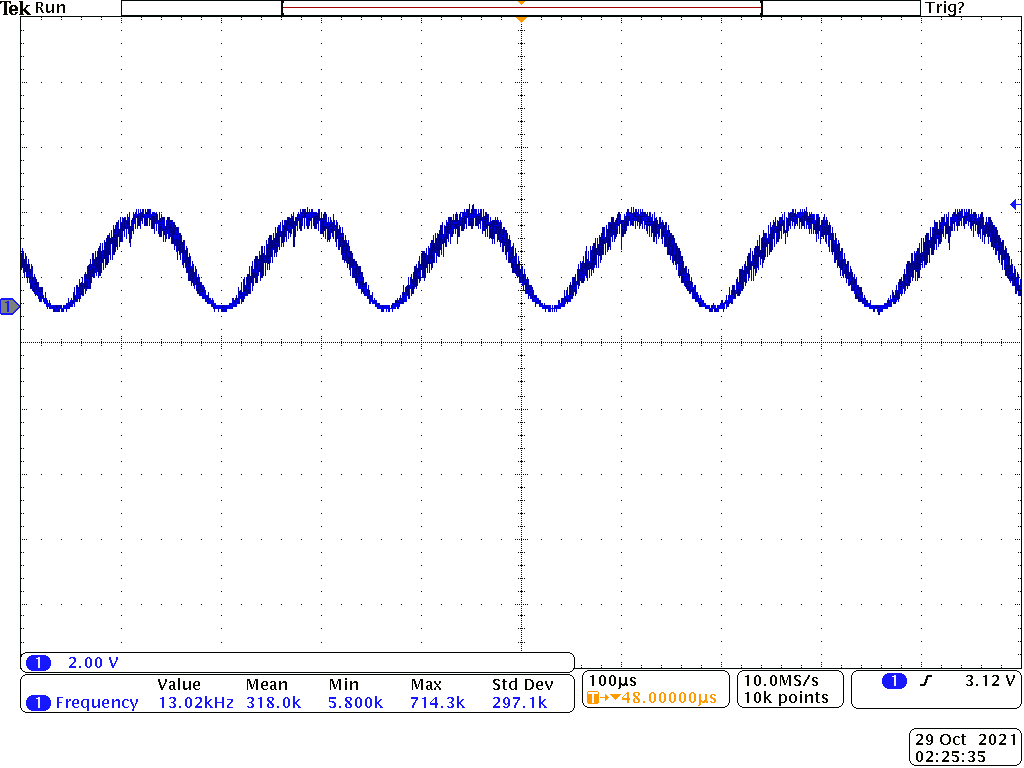 Tek Run Trig?
1
1 2.00 V
Value Mean Min Max Std Dev
1 Frequency 13.02kHz 318.0k 5.800k 714.3k 297.1k
100µs
T→▼48.00000µs
10.0MS/s
10k points
1 ƒ 3.12 V
29 Oct 2021
02:25:35